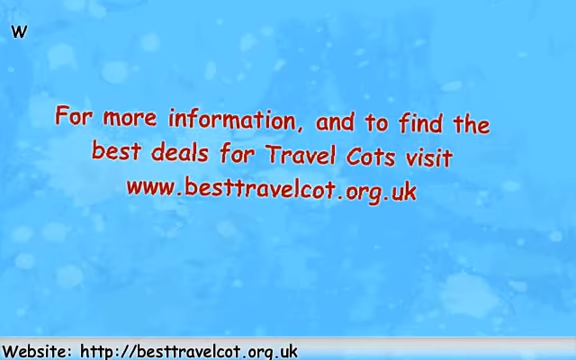 W
For more information, and to find the
best deals for Travel Cots visit
www.besttravelcot.org.uk
Website: http://besttravelcot.org.uk